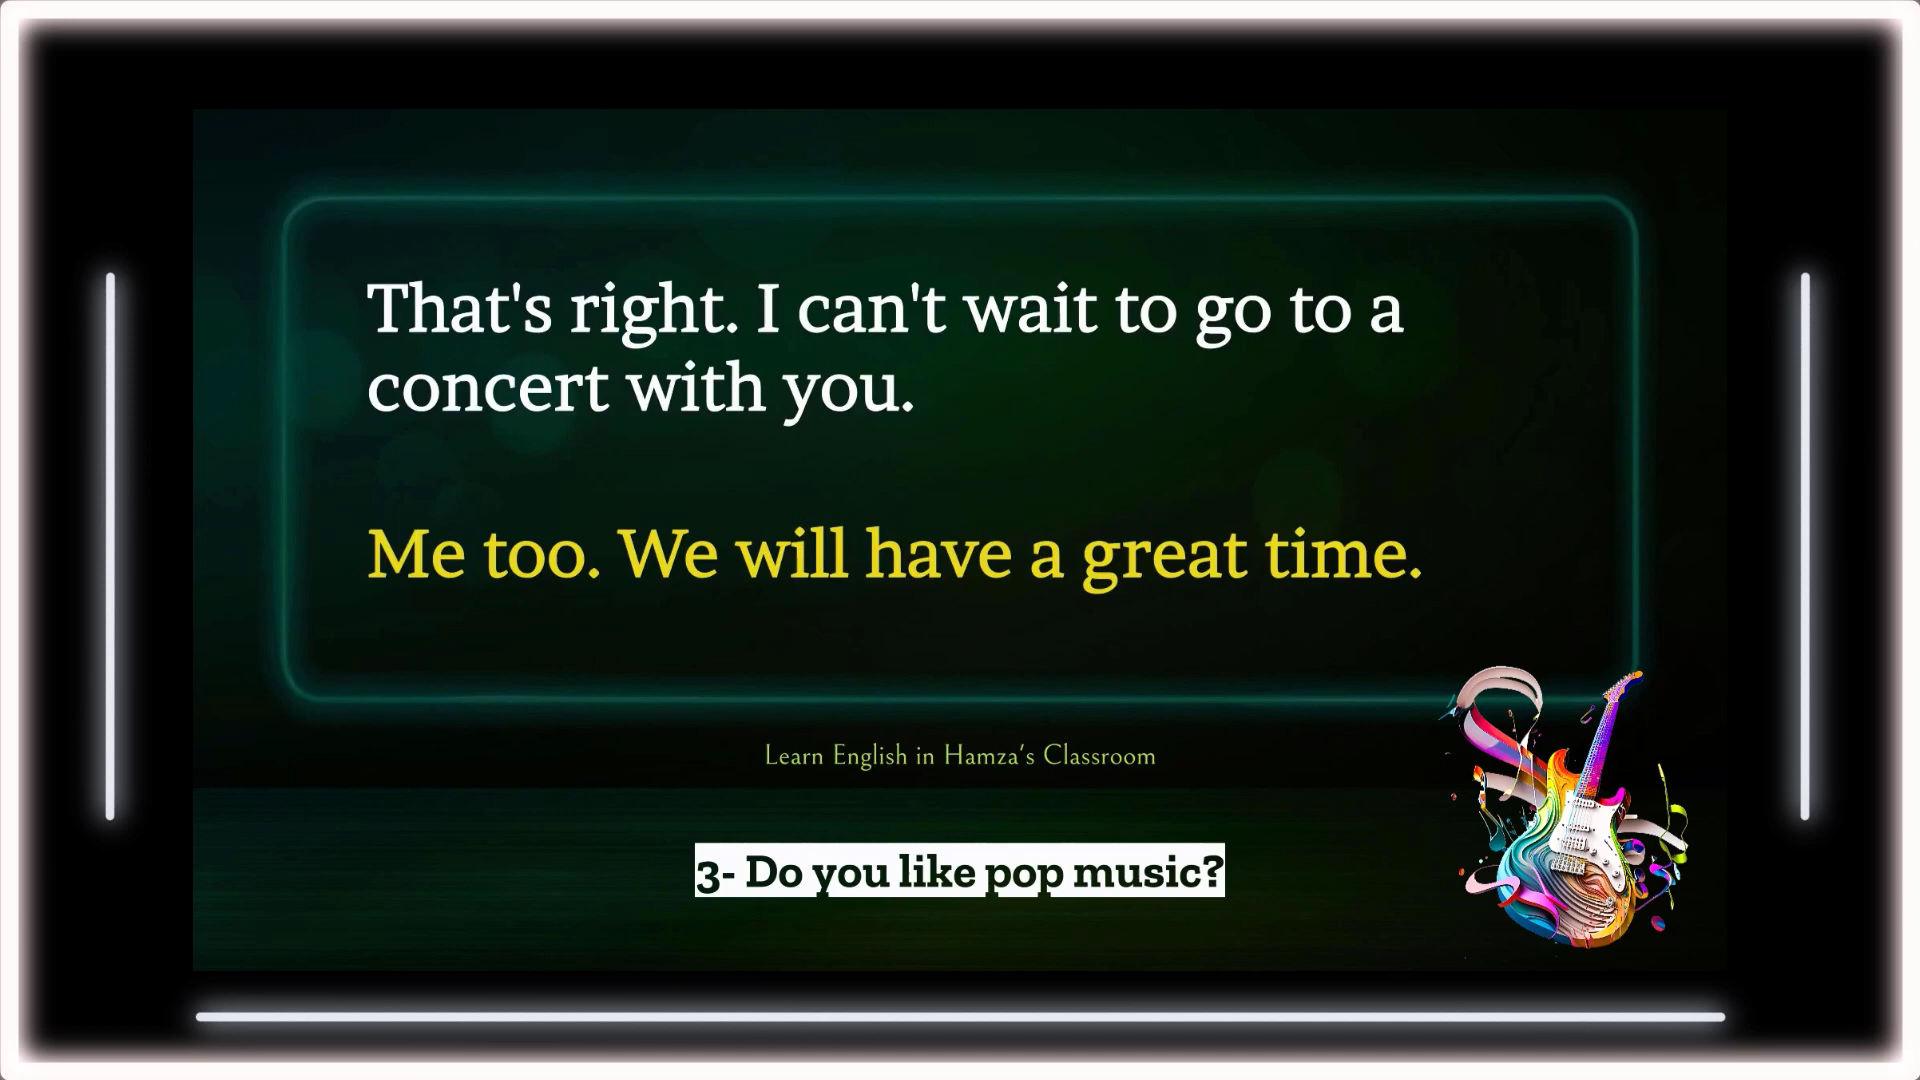 That's right. I can't wait to go to a
concert with you.
Me too. We will have a great time.
Learn English in Hamza's Classroom
3- Do you like pop music?